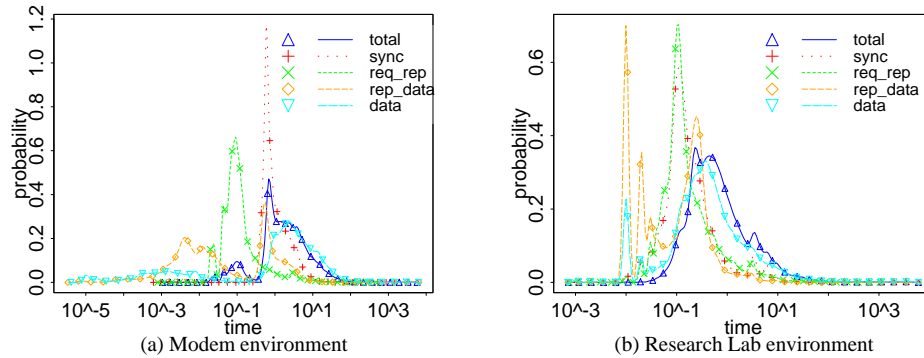 1.2
1.0
0.8
0.4
0.2
0.0
probability
total
sync
req_rep
rep_data
data
10^-5
10^-3
10^-1
10^1
10^3
time
(a) Modem environment
0.6
0.4
0.2
0.0
probability
total
sync
req_rep
rep_data
data
10^-3
10^-1
10^1
10^3
time
(b) Research Lab environment